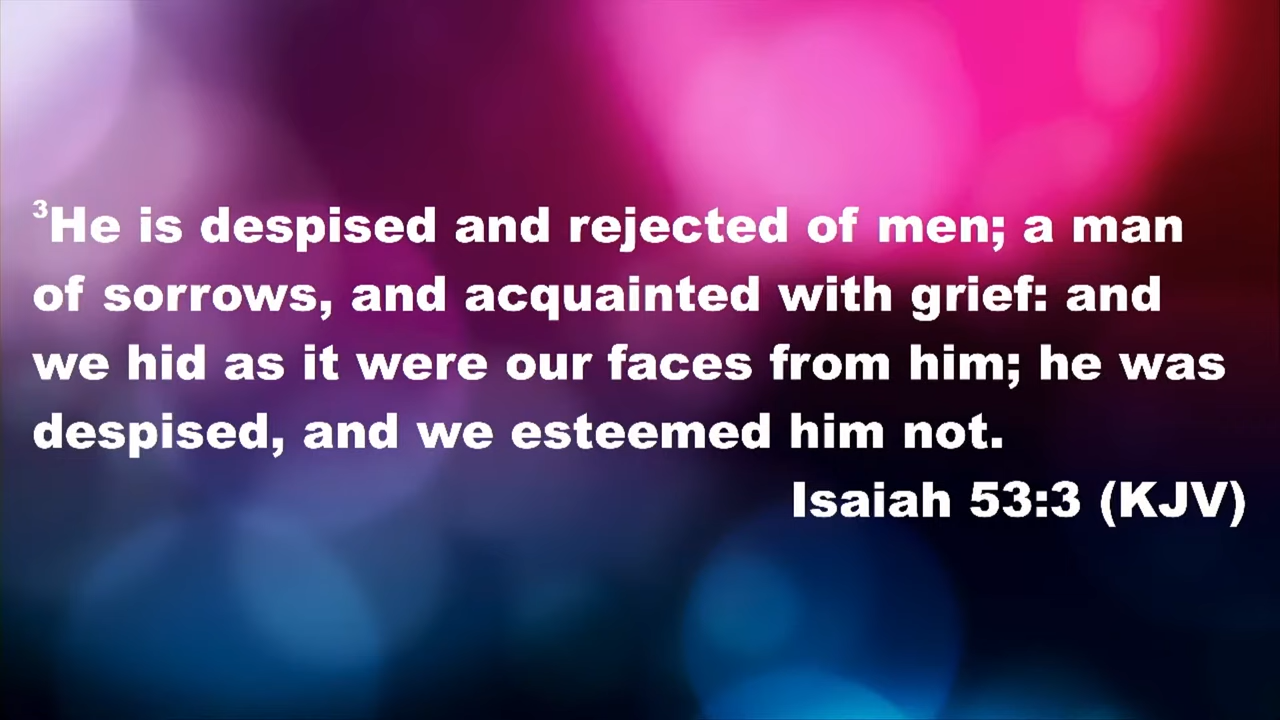 ³He is despised and rejected of men; a man
of sorrows, and acquainted with grief: and
we hid as it were our faces from him; he was
despised, and we esteemed him not.
Isaiah 53:3 (KJV)